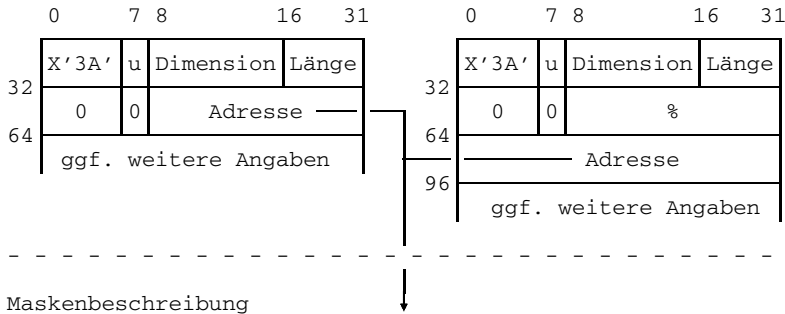 0 7 8 16 31 0 7 8 16 31
X'3A' u Dimension Länge X'3A' u Dimension Länge
32 32
0 0 Adresse 0 0 %
64 64
ggf. weitere Angaben Adresse
96
ggf. weitere Angaben
Maskenbeschreibung